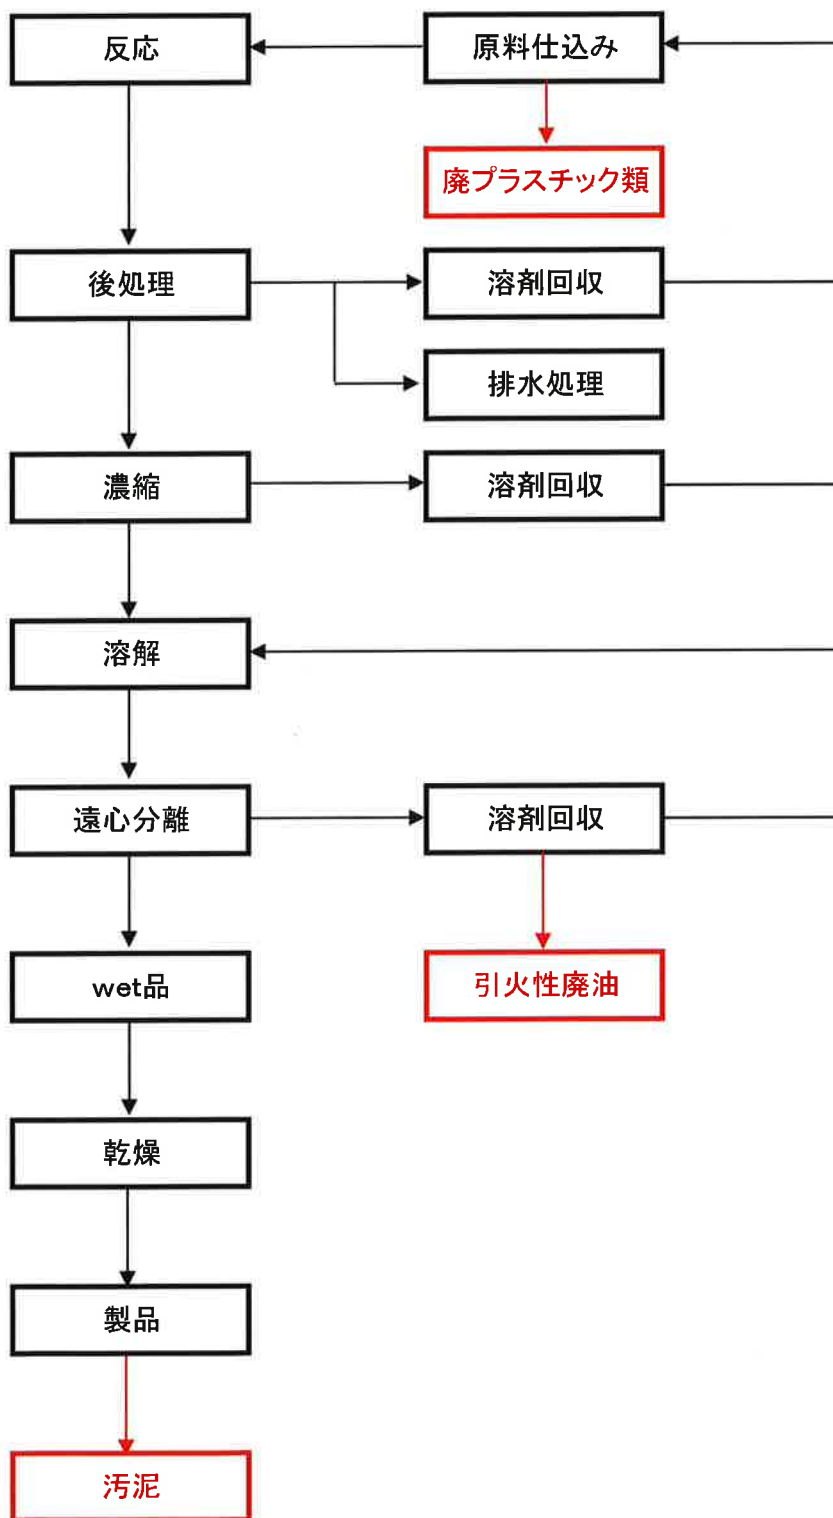 反応
原料仕込み
廃プラスチック類
後処理
溶剤回収
排水処理
濃縮
溶剤回収
溶解
遠心分離
溶剤回収
wet品
引火性廃油
乾燥
製品
汚泥